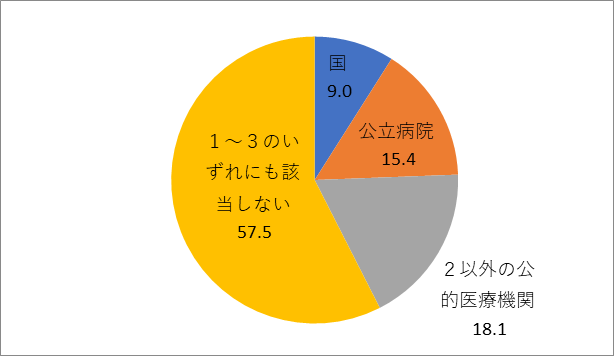 国
9.0
公立病院
15.4
１～３のい
ずれにも該
当しない
57.5
２以外の公
的医療機関
18.1